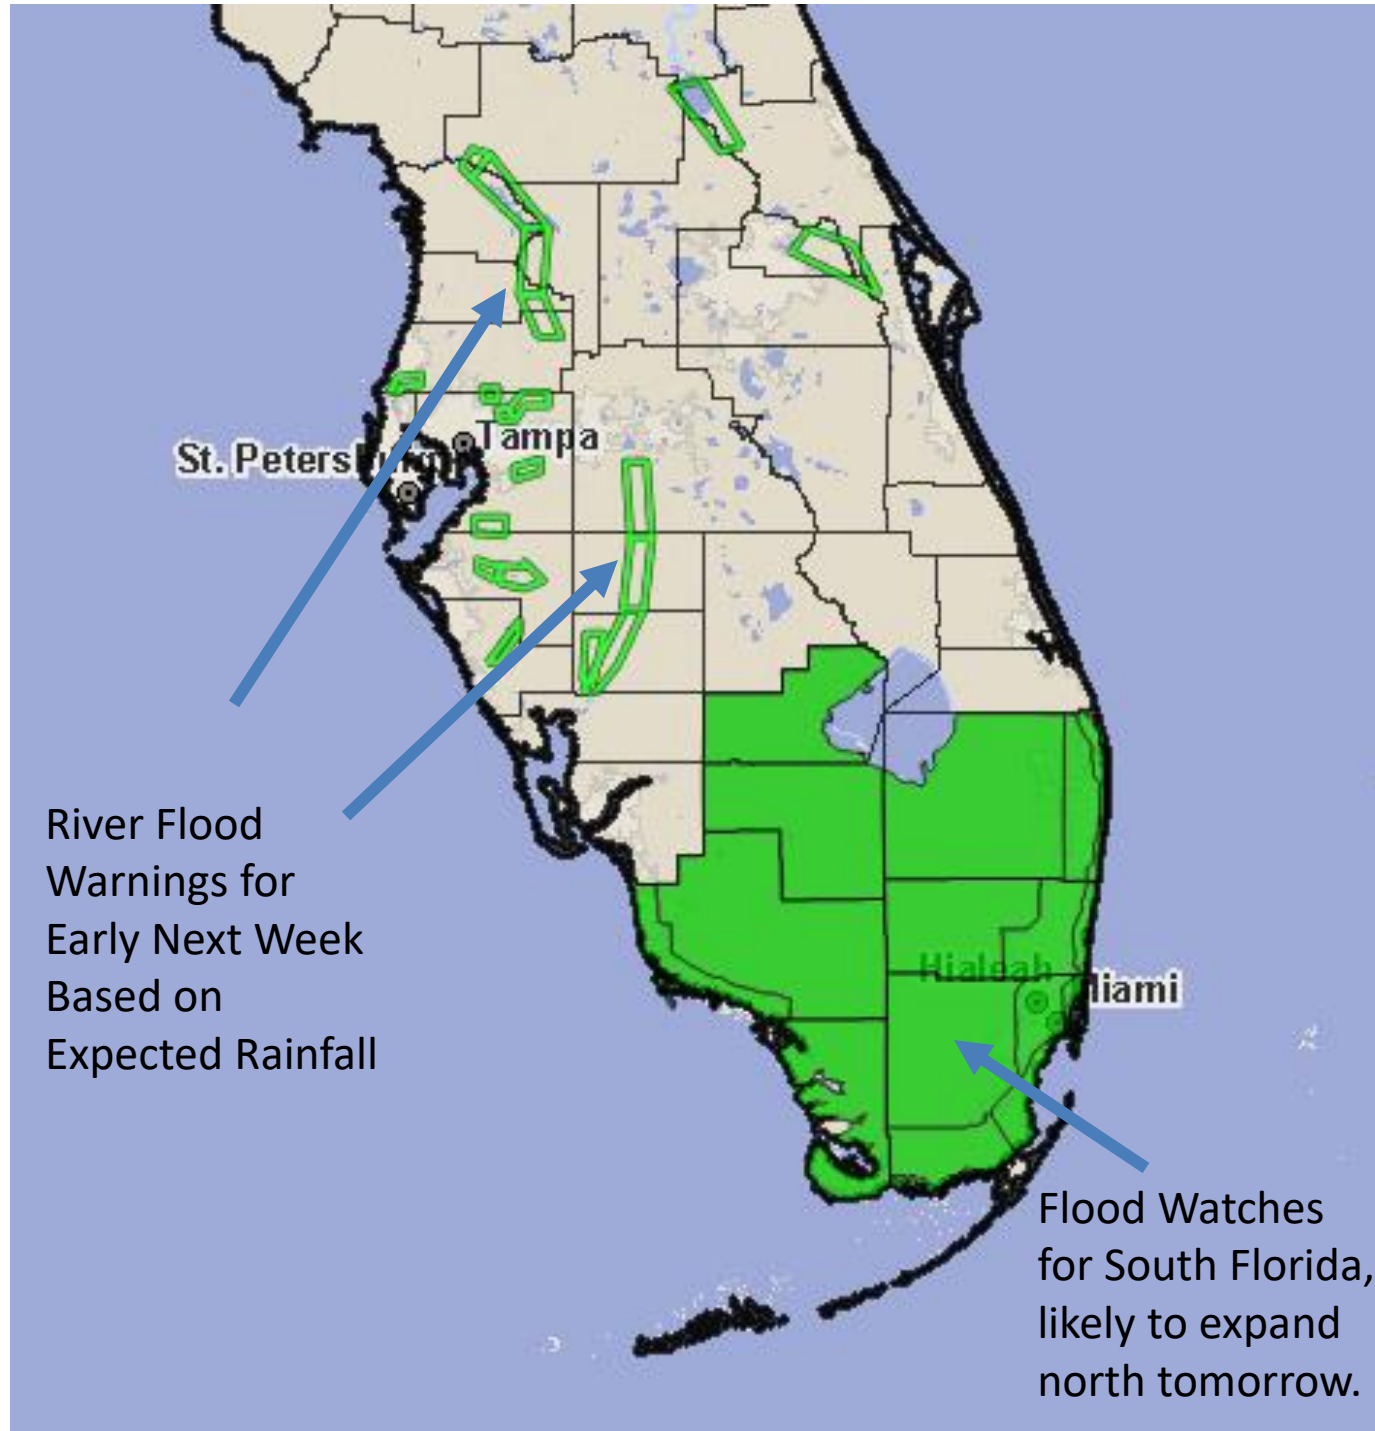 Tampa
St. Petersburg
River Flood
Warnings for
Early Next Week
Based on
Expected Rainfall
Hialeah
Miami
Flood Watches
for South Florida,
likely to expand
north tomorrow.